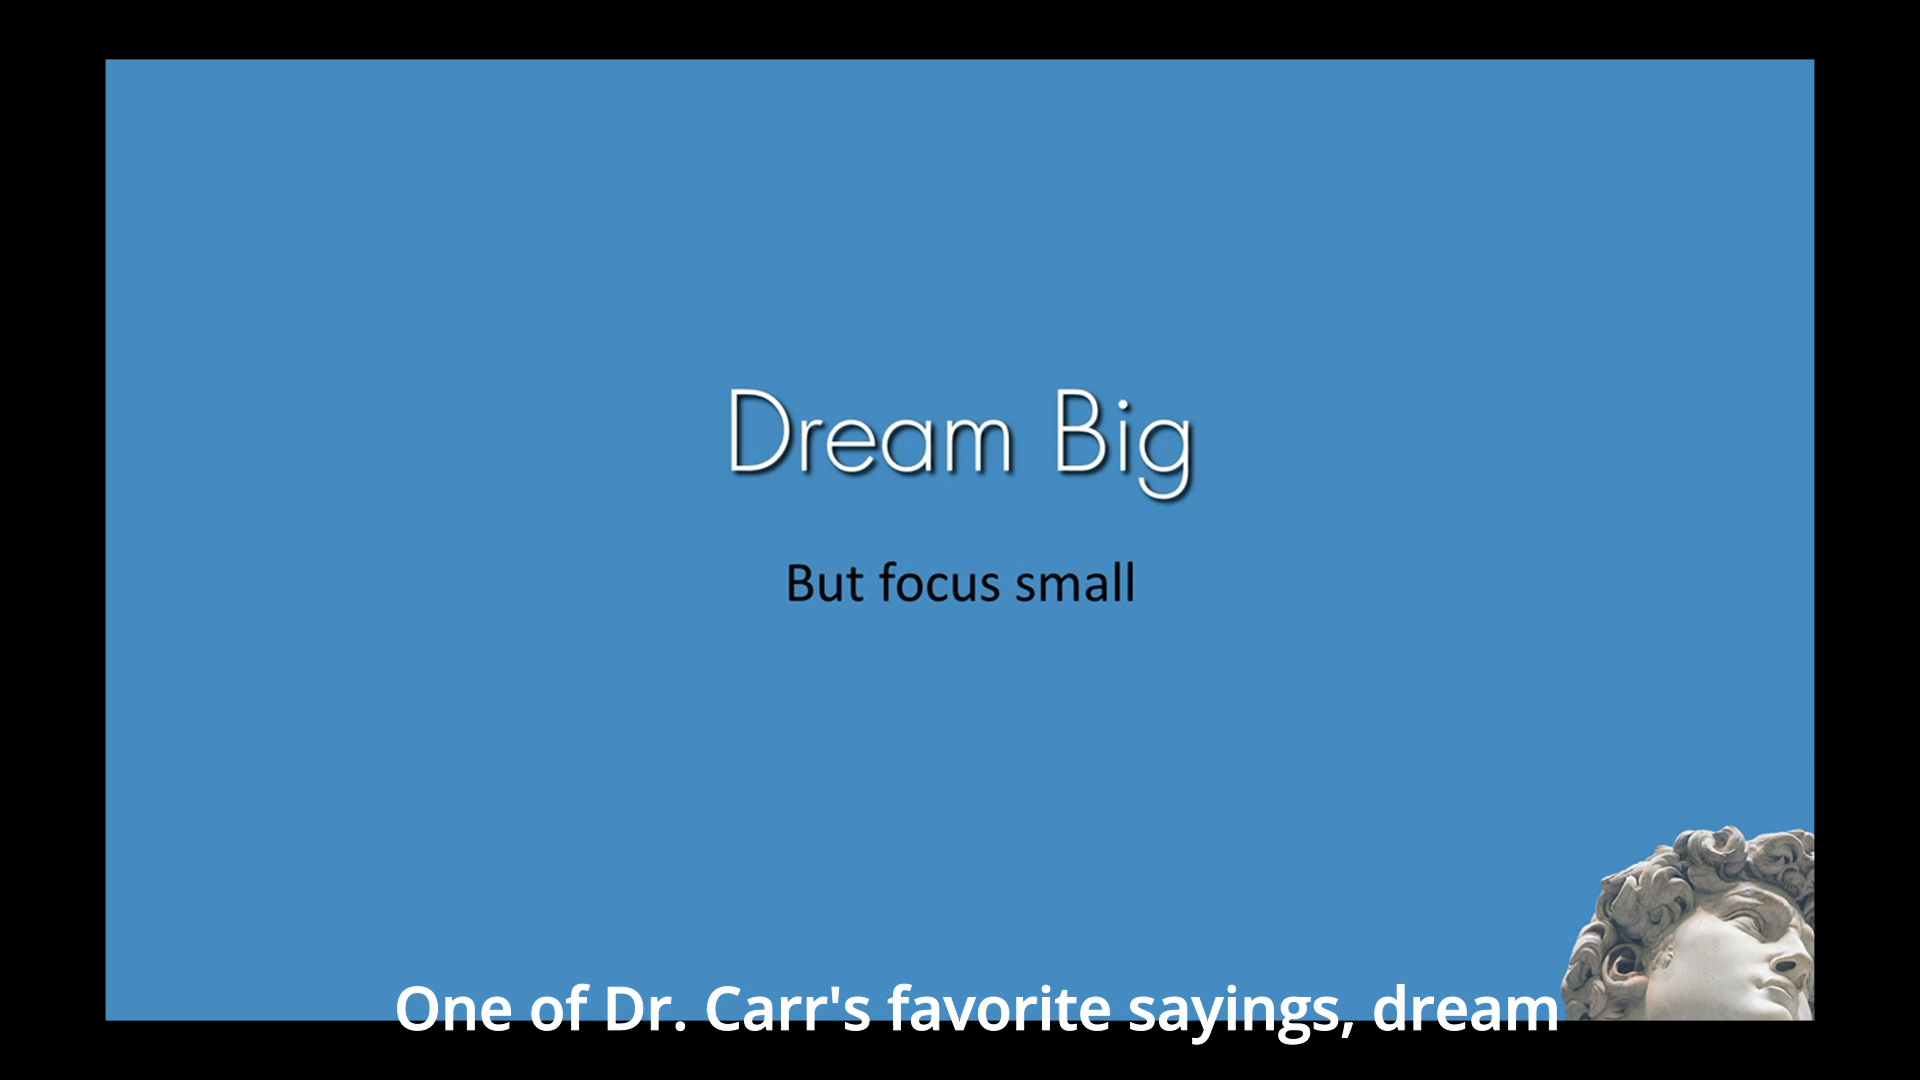 Dream Big
But focus small
One of Dr. Carr's favorite sayings, dream